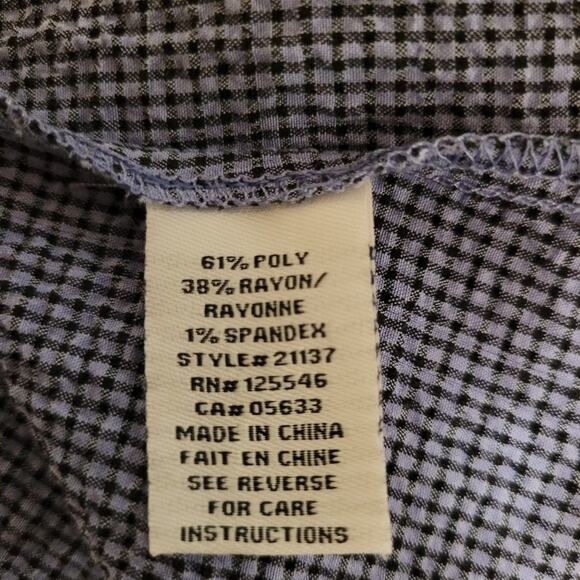 61% POLY
38% RAYON/
RAYONNE
1% SPANDEX
STYLE# 21137
RN# 125546
CA# 05633
MADE IN CHINA
FAIT EN CHINE
SEE REVERSE
FOR CARE
INSTRUCTIONS